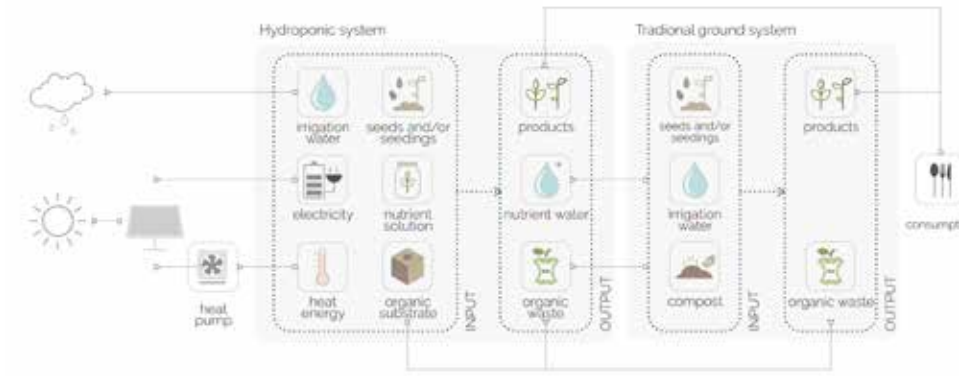 Hydroponic system
Tradional ground system
irrigation
water
seeds and/or
seedings
products
seeds and/or
seedings
products
electricity
nutrient
solution
nutrient water
irrigation
water
consumpt
heat
pump
heat
energy
organic
substrate
INPUT
organic
waste
OUTPUT
compost
INPUT
organic waste
OUTPUT